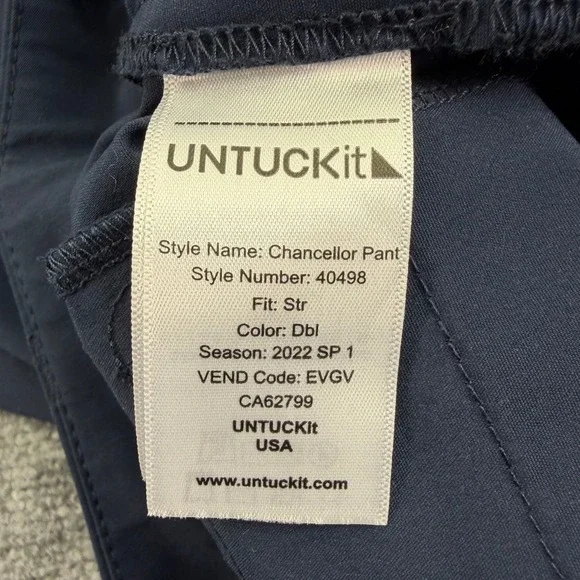 UNTUCKit
Style Name: Chancellor Pant
Style Number: 40498
Fit: Str
Color: Dbl
Season: 2022 SP 1
VEND Code: EVGV
CA62799
UNTUCKit
USA
www.untuckit.com